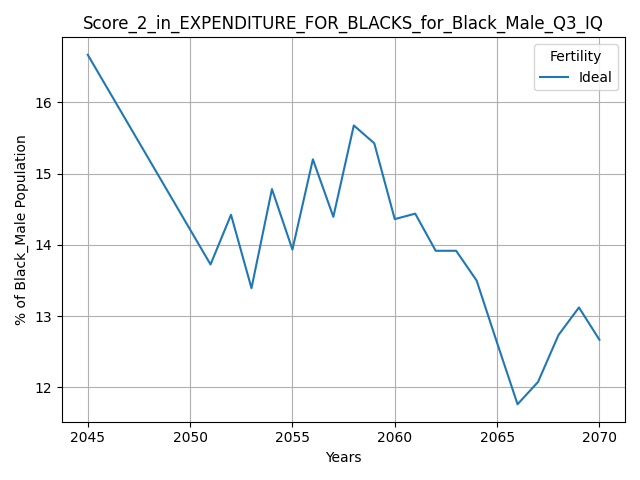 Score_2_in_EXPENDITURE_FOR_BLACKS_for_Black_Male_Q3_IQ
Fertility
Ideal
% of Black_Male Population
16
15
14
13
12
2045
2050
2055
2060
2065
2070
Years